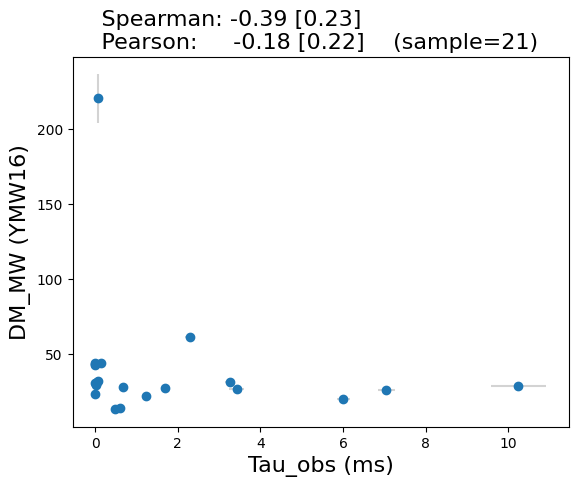 Spearman: -0.39 [0.23]
Pearson: -0.18 [0.22] (sample=21)
200
150
100
50
DM_MW (YMW16)
0 2 4 6 8 10
Tau_obs (ms)